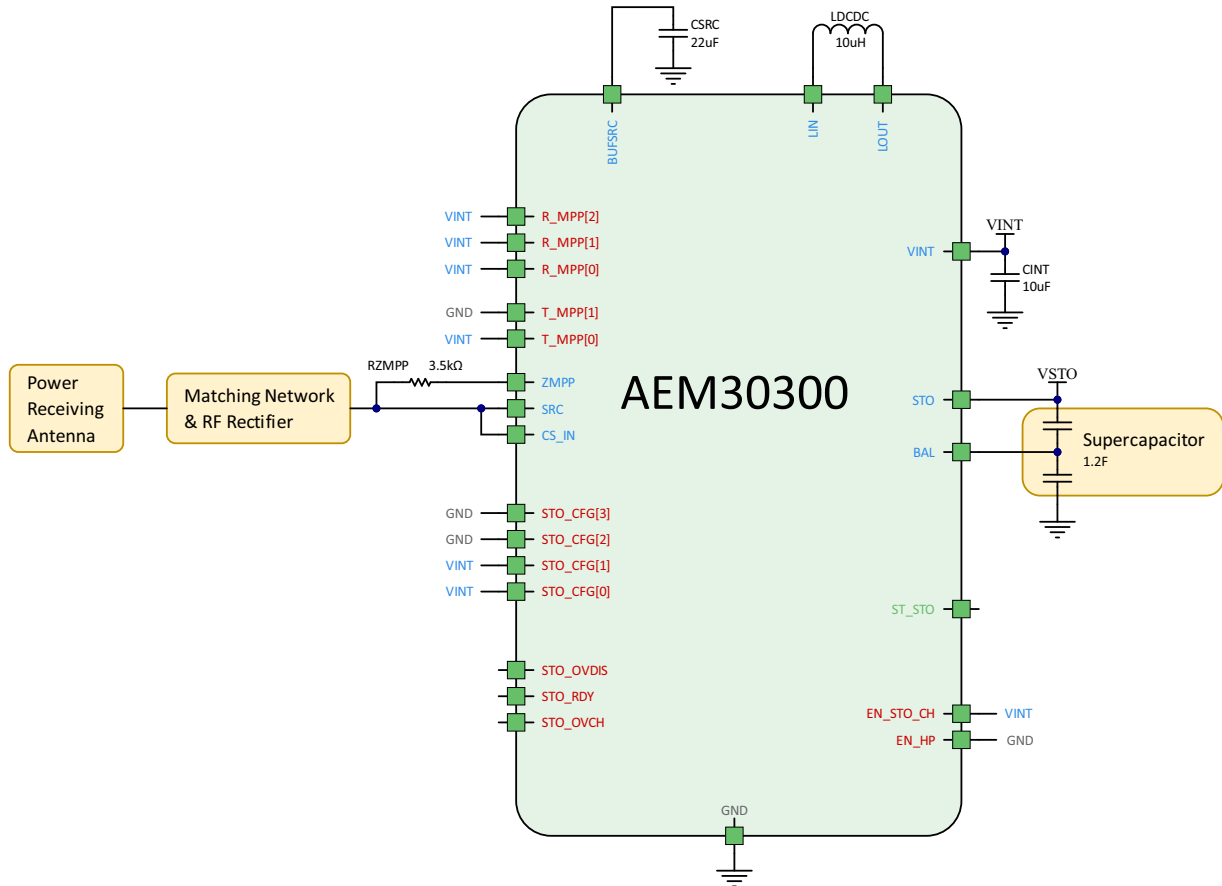 CSRC
22uF
LDCDC
10uH
BUFSRC
LIN
LOUT
VINT R_MPP[2]
VINT R_MPP[1]
VINT R_MPP[0]
GND T_MPP[1]
VINT T_MPP[0]
VINT
VINT
CINT
10uF
RZMPP 3.5kΩ
ZMPP
SRC
CS_IN
AEM30300
Power
Receiving
Antenna
Matching Network
& RF Rectifier
VSTO
STO
BAL
Supercapacitor
1.2F
GND STO_CFG[3]
GND STO_CFG[2]
VINT STO_CFG[1]
VINT STO_CFG[0]
ST_STO
STO_OVDIS
STO_RDY
STO_OVCH
EN_STO_CH VINT
EN_HP GND
GND